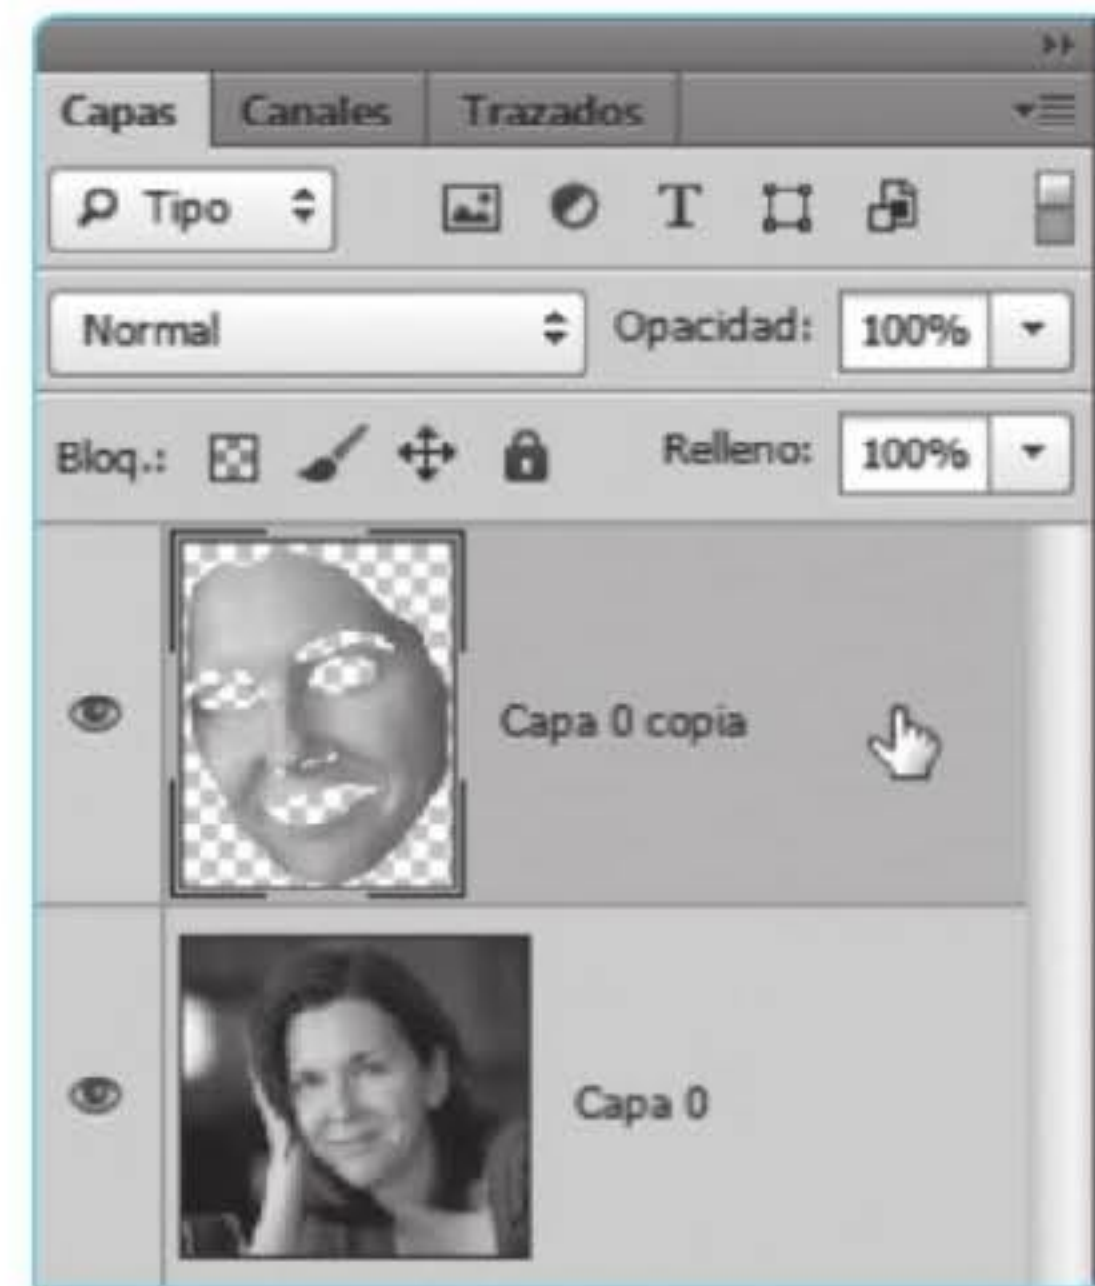 Capas Canales Trazados
Tipo
Normal Opacidad: 100%
Bloq.: Relleno: 100%
Capa 0 copia
Capa 0